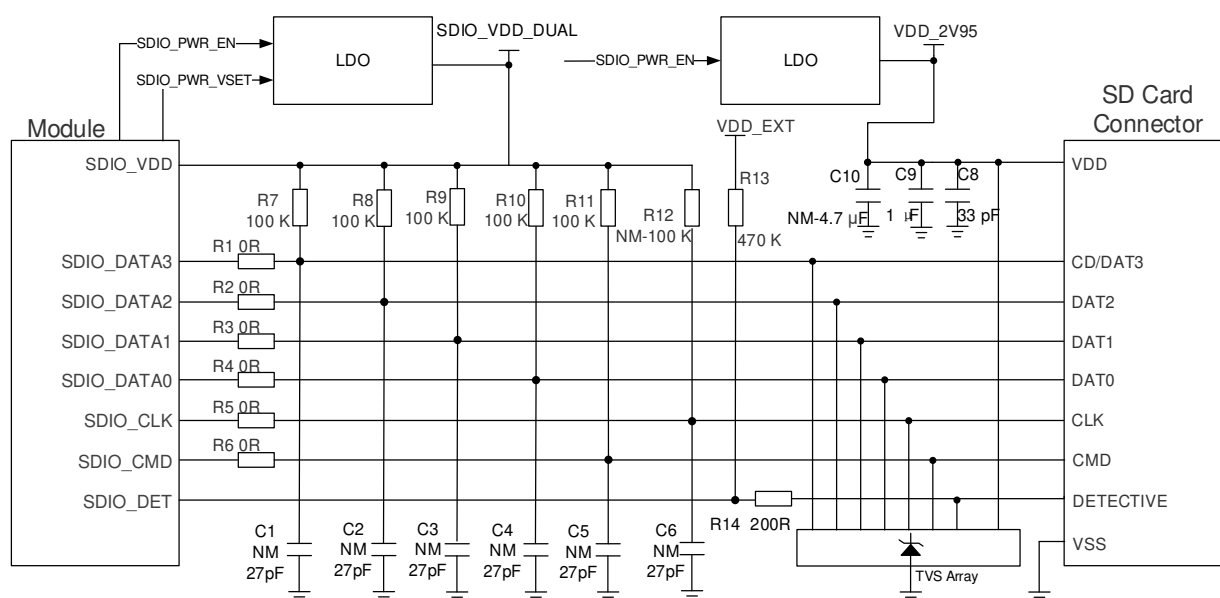 SDIO_VDD_DUAL
VDD_2V95
SDIO_PWR_EN
LDO
SDIO_PWR_EN
LDO
SDIO_PWR_VSET
SD Card
Connector
Module
VDD_EXT
SDIO_VDD
VDD
R7
100 K
R8
100 K
R9
100 K
R10
100 K
R11
100 K
R12
NM-100 K
R13
470 K
C10
NM-4.7 µF
C9
1 µF
C8
33 pF
R1 0R
SDIO_DATA3
CD/DAT3
R2 0R
SDIO_DATA2
DAT2
R3 0R
SDIO_DATA1
DAT1
R4 0R
SDIO_DATA0
DAT0
R5 0R
SDIO_CLK
CLK
R6 0R
SDIO_CMD
CMD
SDIO_DET
DETECTIVE
R14 200R
C1
NM
27pF
C2
NM
27pF
C3
NM
27pF
C4
NM
27pF
C5
NM
27pF
C6
NM
27pF
VSS
TVS Array